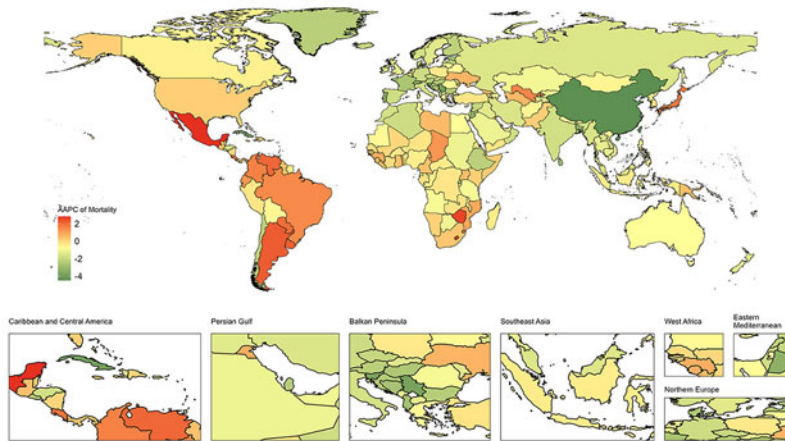 AAPC of Mortality
2
0
-2
-4
Caribbean and Central America
Persian Gulf
Balkan Peninsula
Southeast Asia
West Africa
Eastern
Mediterranean
Northern Europe